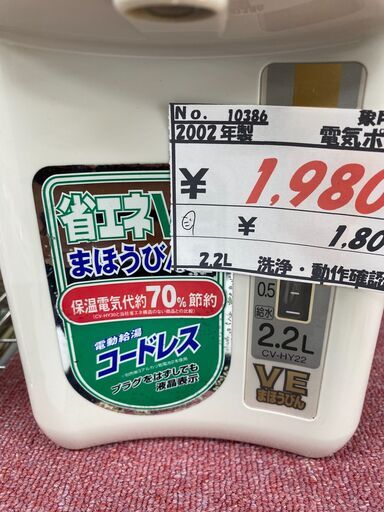 No. 10386
2002年製
電気ポ
¥ 1,980
¥ 1,80
2.2L 洗浄・動作確認
省エネ
まほうびん
保温電気代約70%節約
電動給湯
コードレス
プラグをはずしても
液晶表示
0.5
給水
2.2L
CV-HY22
VE
まほうびん